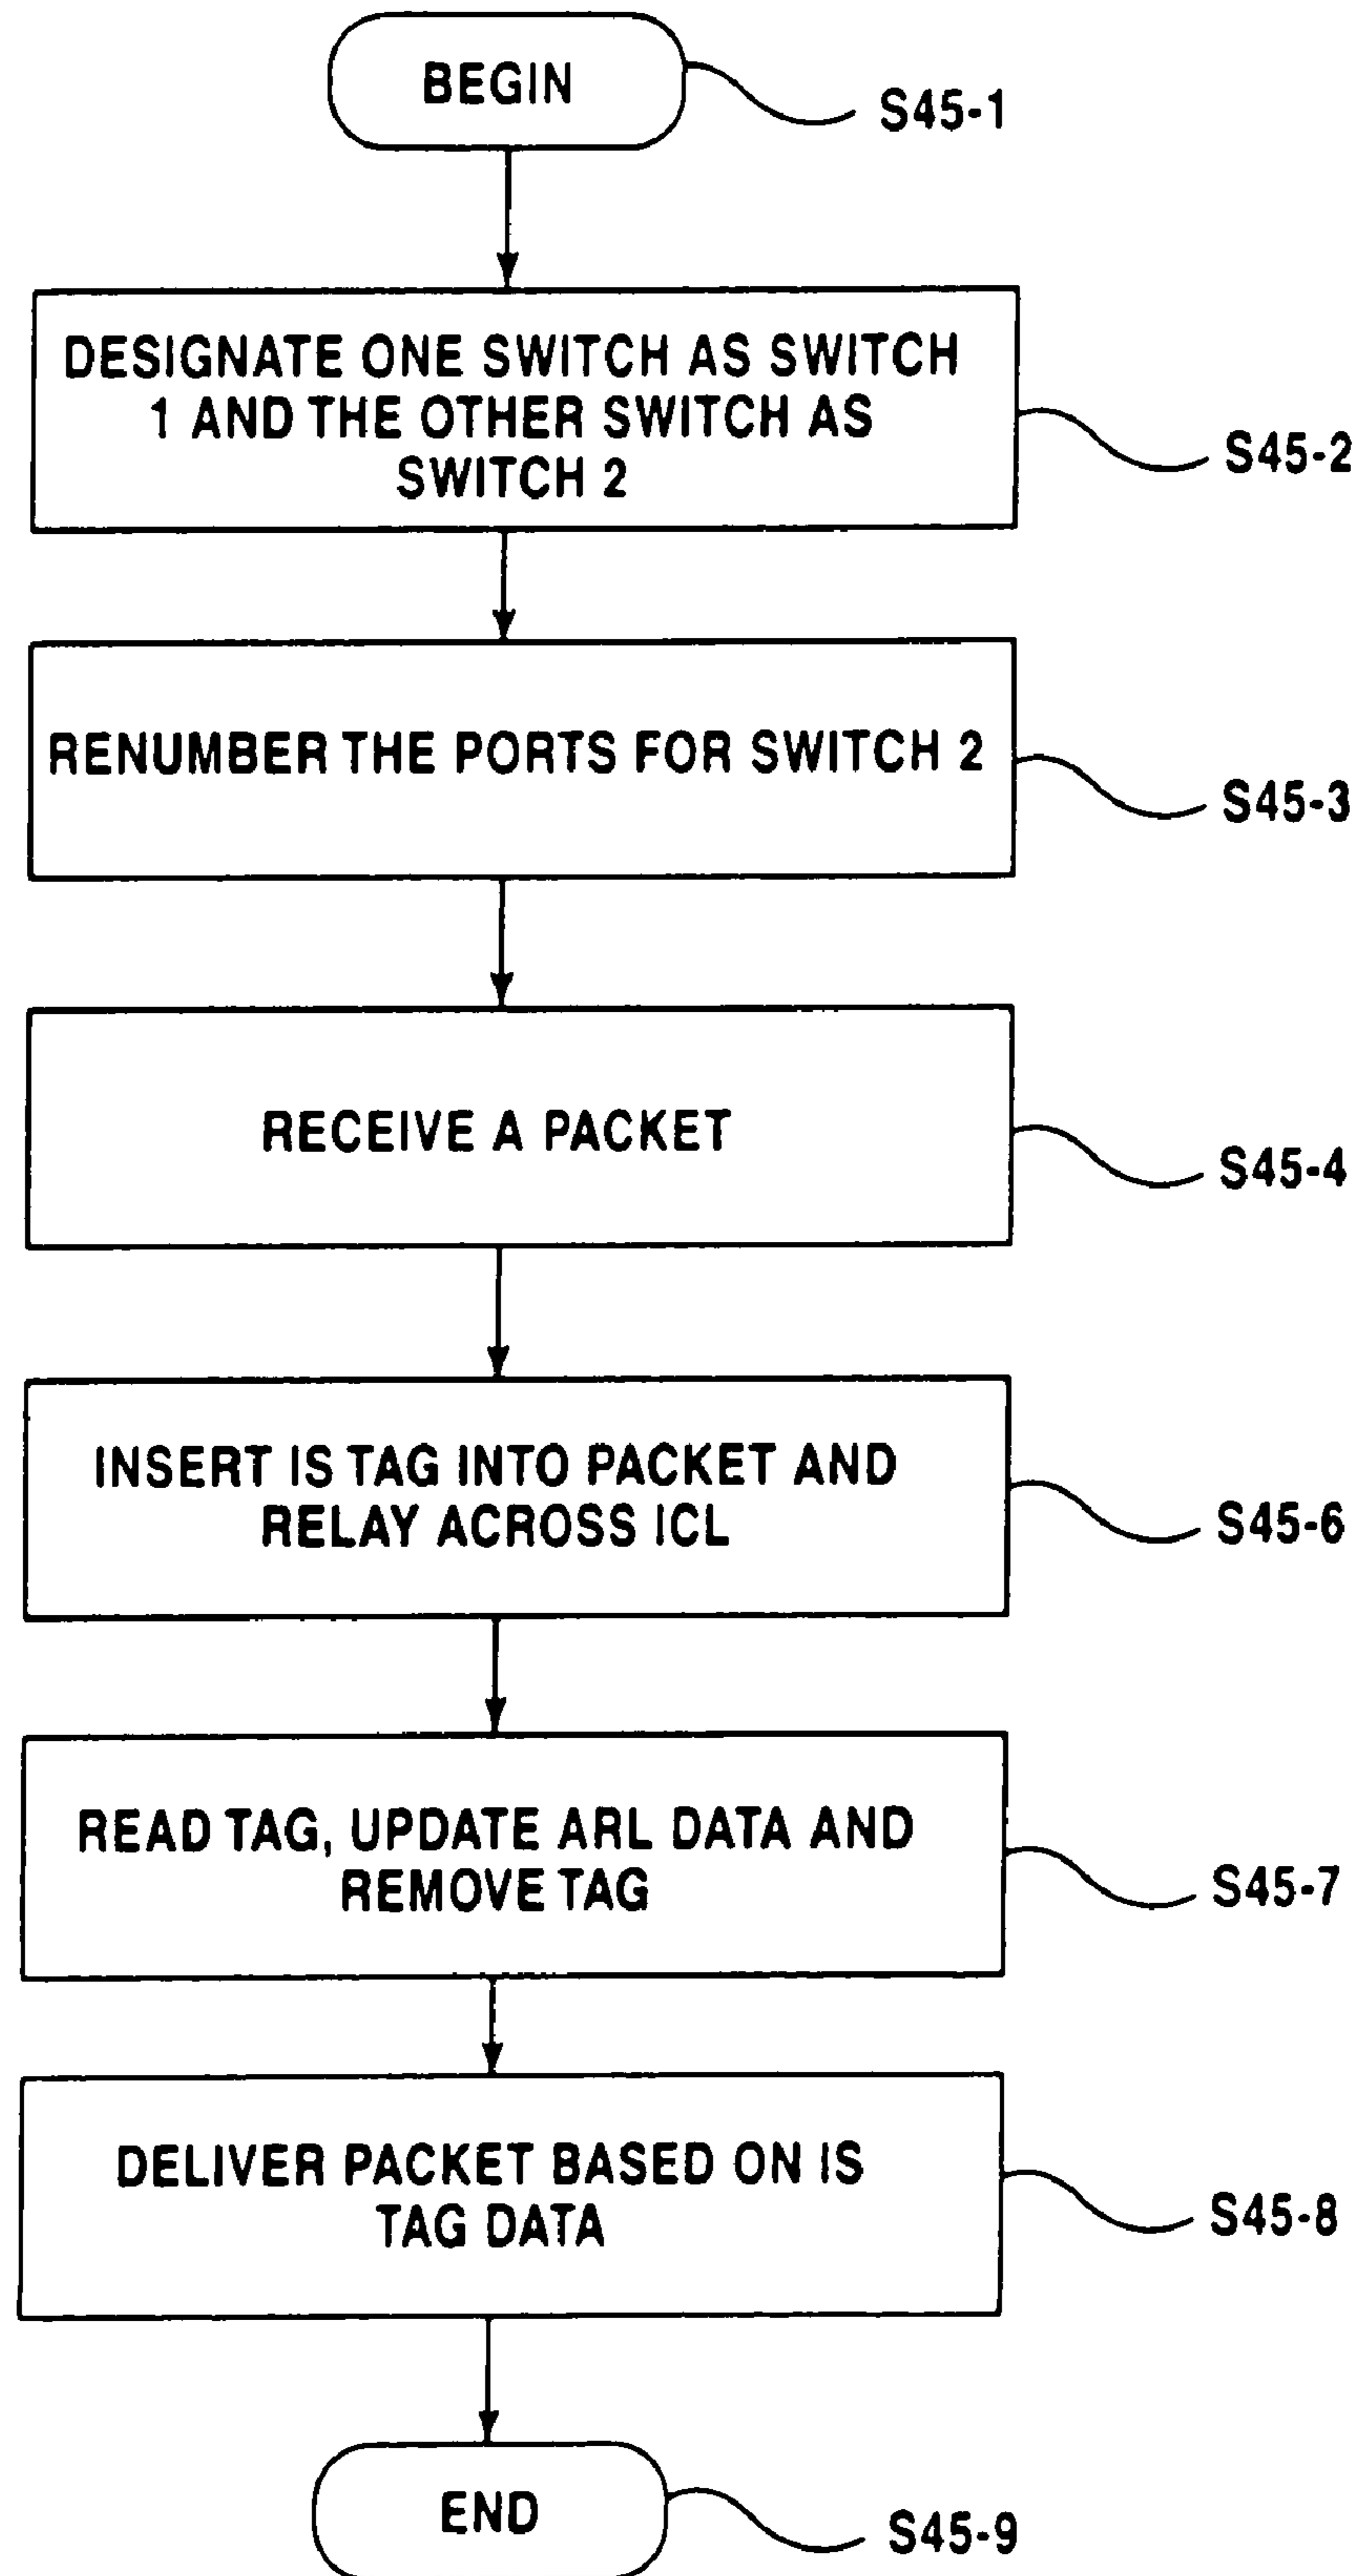 BEGIN
S45-1
DESIGNATE ONE SWITCH AS SWITCH
1 AND THE OTHER SWITCH AS
SWITCH 2
S45-2
RENUMBER THE PORTS FOR SWITCH 2
S45-3
RECEIVE A PACKET
S45-4
INSERT IS TAG INTO PACKET AND
RELAY ACROSS ICL
S45-6
READ TAG, UPDATE ARL DATA AND
REMOVE TAG
S45-7
DELIVER PACKET BASED ON IS
TAG DATA
S45-8
END
S45-9